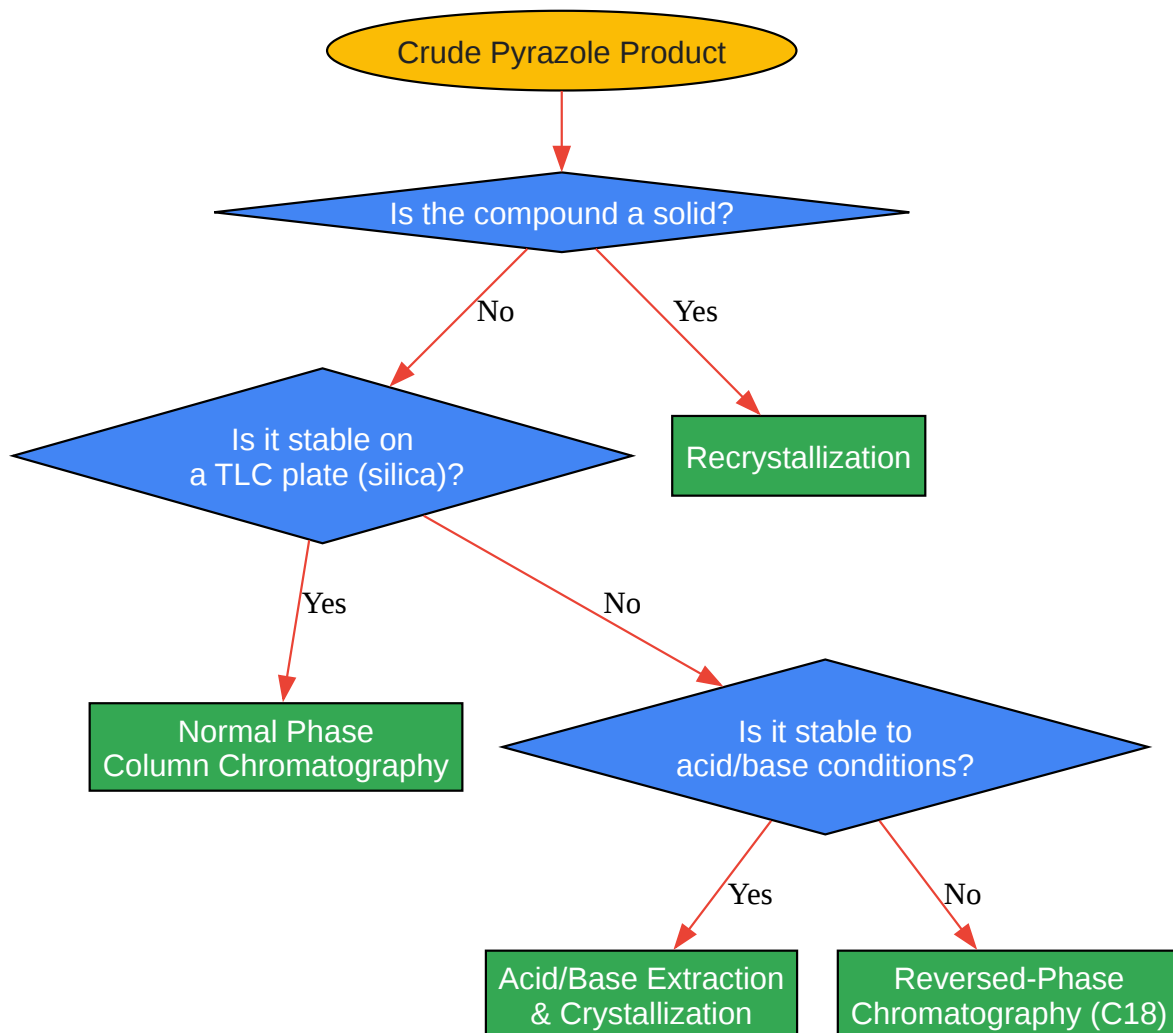 Crude Pyrazole Product
Is the compound a solid?
No
Yes
Is it stable on
a TLC plate (silica)?
Recrystallization
Yes
No
Normal Phase
Column Chromatography
Is it stable to
acid/base conditions?
Yes
No
Acid/Base Extraction
& Crystallization
Reversed-Phase
Chromatography (C18)